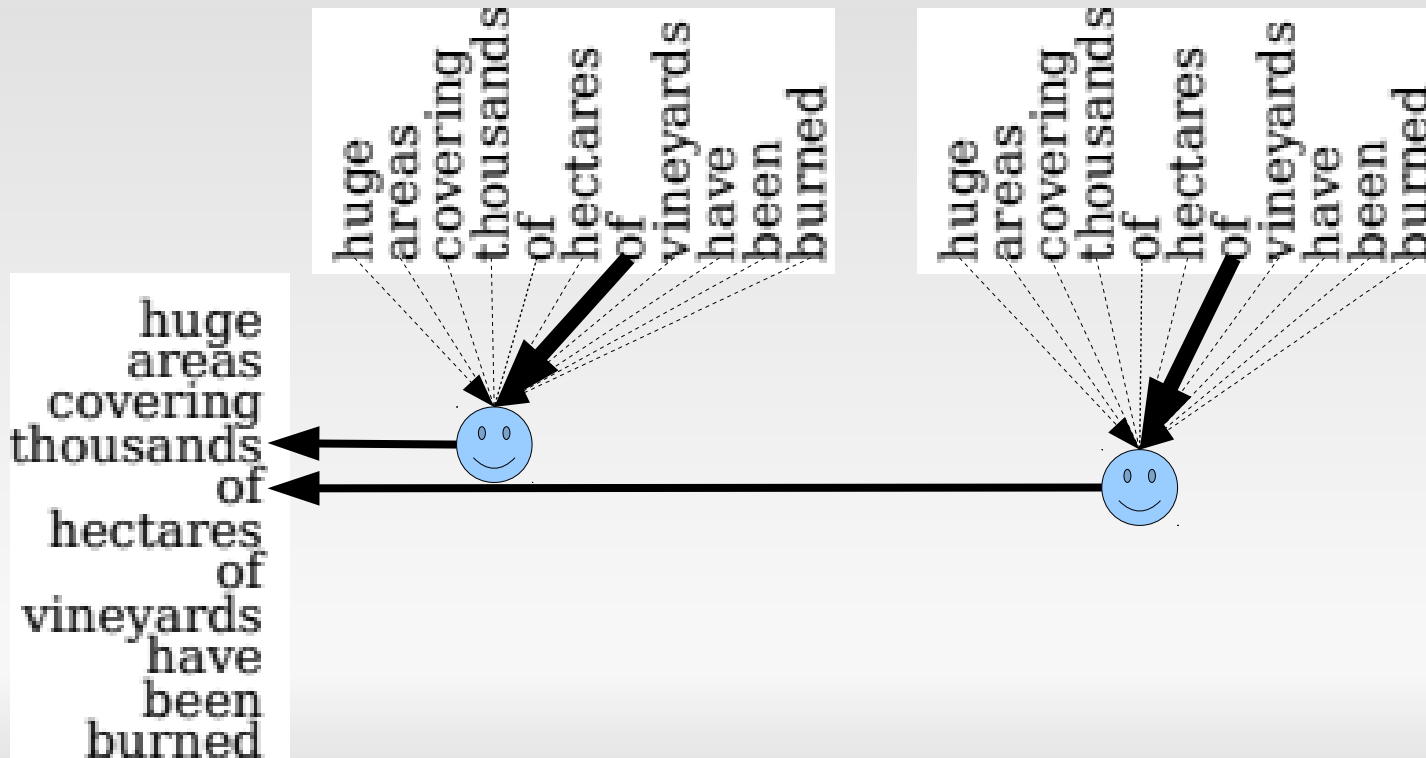 huge
areas
covering
thousands
of
hectares
of
vineyards
have
been
burned
huge
areas
covering
thousands
of
hectares
of
vineyards
have
been
burned
huge
areas
covering
thousands
of
hectares
of
vineyards
have
been
burned